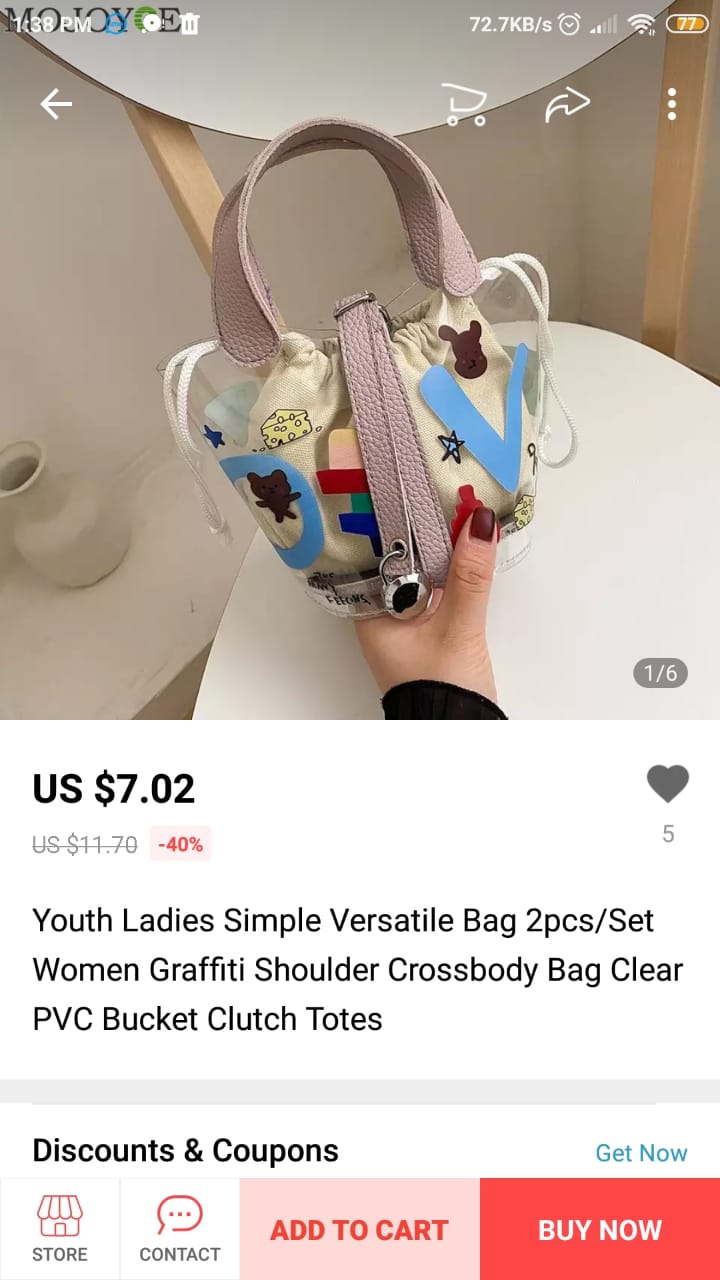 MOJOYCE
1:38 PM
72.7KB/s
77
V
FEELINGS
1/6
US $7.02
US $11.70 -40%
5
Youth Ladies Simple Versatile Bag 2pcs/Set
Women Graffiti Shoulder Crossbody Bag Clear
PVC Bucket Clutch Totes
Discounts & Coupons
Get Now
STORE
CONTACT
ADD TO CART
BUY NOW